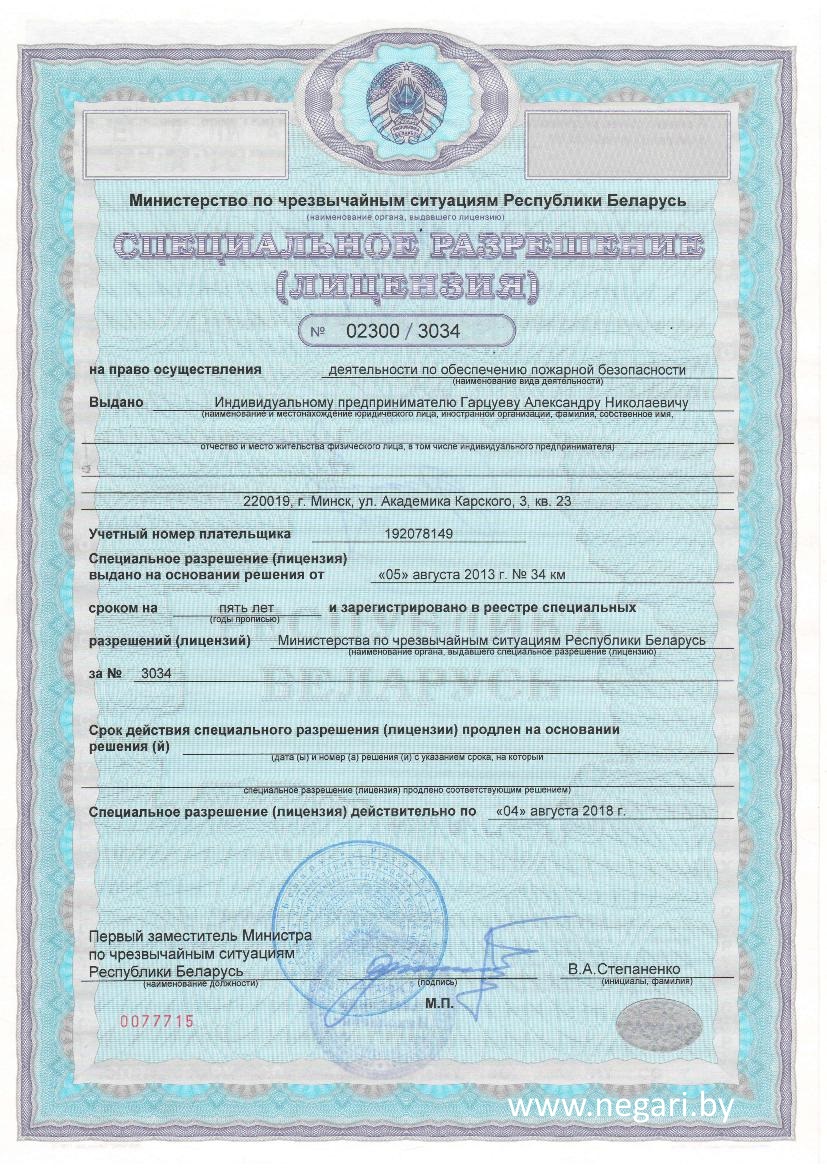 Министерство по чрезвычайным ситуациям Республики Беларусь
(наименование органа, выдавшего лицензию)
СПЕЦИАЛЬНОЕ РАЗРЕШЕНИЕ
(ЛИЦЕНЗИЯ)
№ 02300 / 3034
на право осуществления деятельности по обеспечению пожарной безопасности
(наименование вида деятельности)
Выдано Индивидуальному предпринимателю Гарцуеву Александру Николаевичу
(наименование и местонахождение юридического лица, иностранной организации, фамилия, собственное имя,
отчество и место жительства физического лица, в том числе индивидуального предпринимателя)
220019, г. Минск, ул. Академика Карского, 3, кв. 23
Учетный номер плательщика 192078149
Специальное разрешение (лицензия)
выдано на основании решения от «05» августа 2013 г. № 34 км
сроком на пять лет и зарегистрировано в реестре специальных
(годы прописью)
разрешений (лицензий) Министерства по чрезвычайным ситуациям Республики Беларусь
(наименование органа, выдавшего специальное разрешение (лицензию)
за № 3034
РЕСПУБЛИКА
БЕЛАРУСЬ
Срок действия специального разрешения (лицензии) продлен на основании
решения (й)
(дата (ы) и номер (а) решения (й) с указанием срока, на который
специальное разрешение (лицензия) продлено соответствующим решением)
Специальное разрешение (лицензия) действительно по «04» августа 2018 г.
Первый заместитель Министра
по чрезвычайным ситуациям
Республики Беларусь В.А.Степаненко
(наименование должности) (подпись) (инициалы, фамилия)
М.П.
0077715
www.negari.by